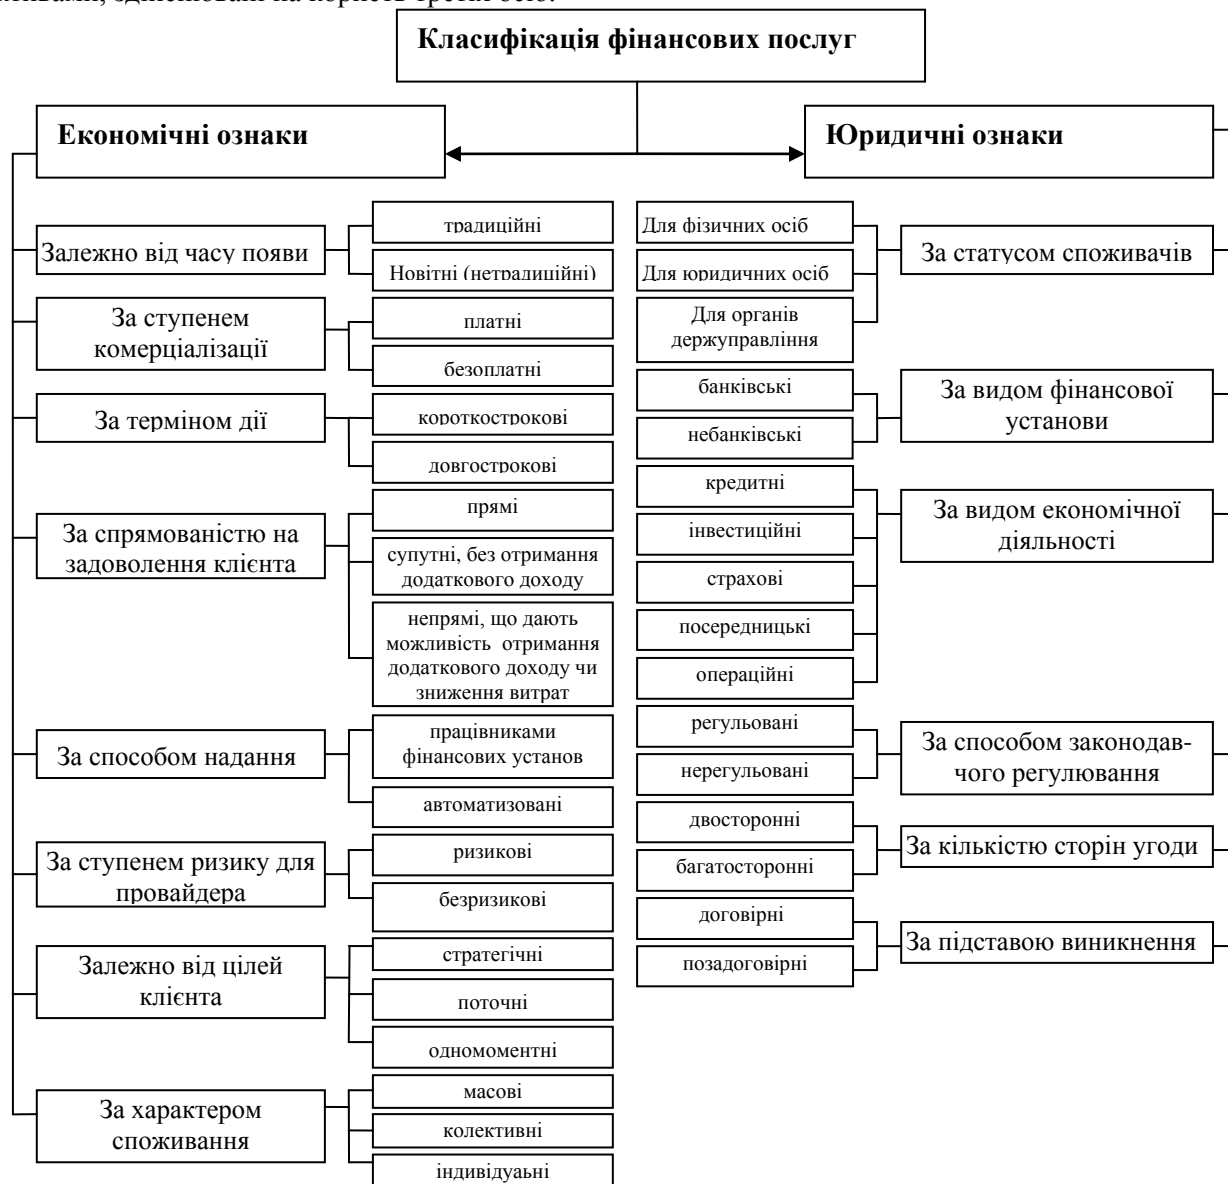 здійснювані на користь третіх осіб.
Класифікація фінансових послуг
Економічні ознаки
Юридичні ознаки
Залежно від часу появи
традиційні
Новітні (нетрадиційні)
За ступенем
комерціалізації
платні
безоплатні
За терміном дії
короткострокові
довгострокові
За спрямованістю на
задоволення клієнта
прямі
супутні, без отримання
додаткового доходу
непрямі, що дають
можливість отримання
додаткового доходу чи
зниження витрат
За способом надання
працівниками
фінансових установ
автоматизовані
За ступенем ризику для
провайдера
ризикові
безризикові
Залежно від цілей
клієнта
стратегічні
поточні
одномоментні
За характером
споживання
масові
колективні
індивідуаьні
Для фізичних осіб
Для юридичних осіб
Для органів
держуправління
За статусом споживачів
банківські
небанківські
За видом фінансової
установи
кредитні
інвестиційні
страхові
посередницькі
операційні
За видом економічної
діяльності
регульовані
нерегульовані
За способом законодав-
чого регулювання
двосторонні
багатосторонні
За кількістю сторін угоди
договірні
позадоговірні
За підставою виникнення